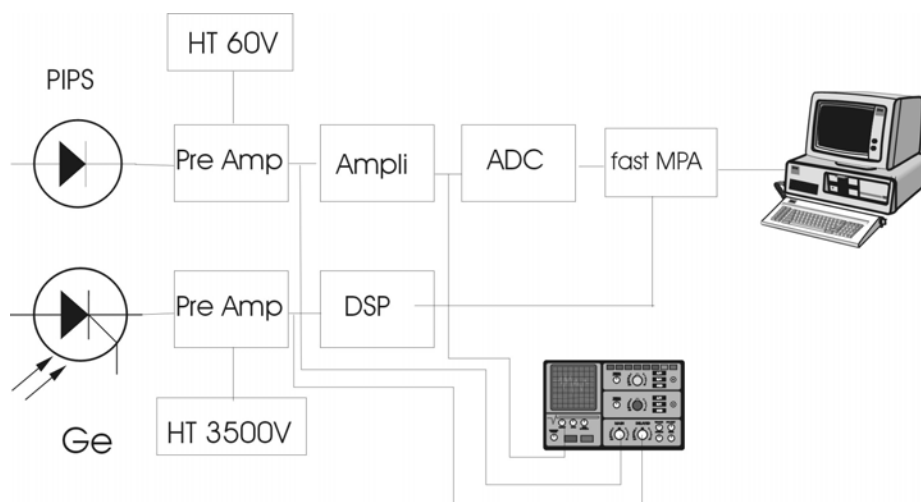 HT 60V
PIPS
Pre Amp
Ampli
ADC
fast MPA
Pre Amp
DSP
HT 3500V
Ge